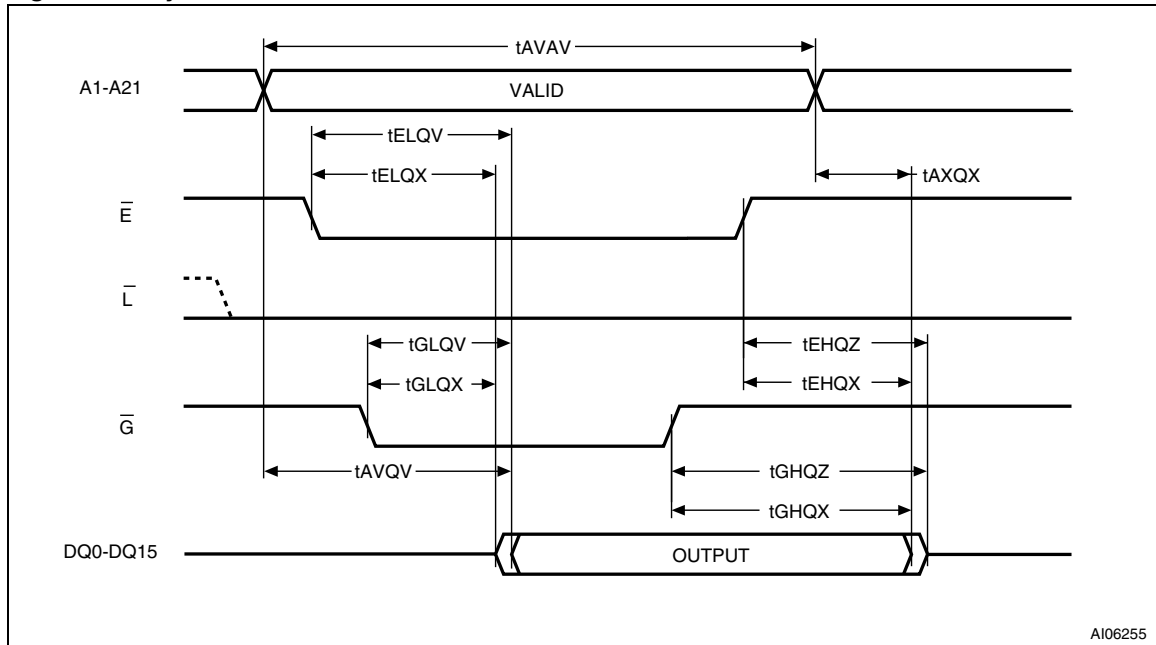 tAVAV
A1-A21
VALID
tELQV
tELQX
tAXQX
E̅
L̅
tGLQV
tEHQZ
tGLQX
tEHQX
G̅
tAVQV
tGHQZ
tGHQX
DQ0-DQ15
OUTPUT
AI06255